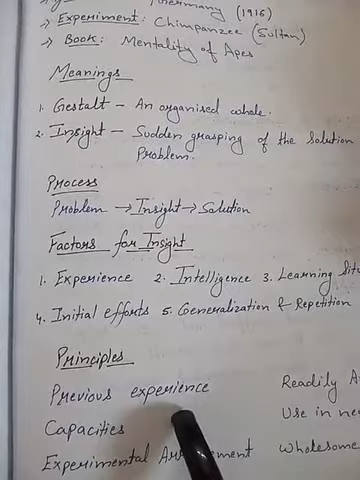 Germany (1916)
→ Experiment: Chimpanzee (Sultan)
→ Book: Mentality of Apes
Meanings
1. Gestalt – An organised whole.
2. Insight – Sudden grasping of the Solution
Problem.
Process
Problem → Insight → Solution
Factors for Insight
1. Experience 2. Intelligence 3. Learning
4. Initial efforts 5. Generalization & Repetition
Principles
Previous experience Readily
Capacities Use in
Experimental wholesome